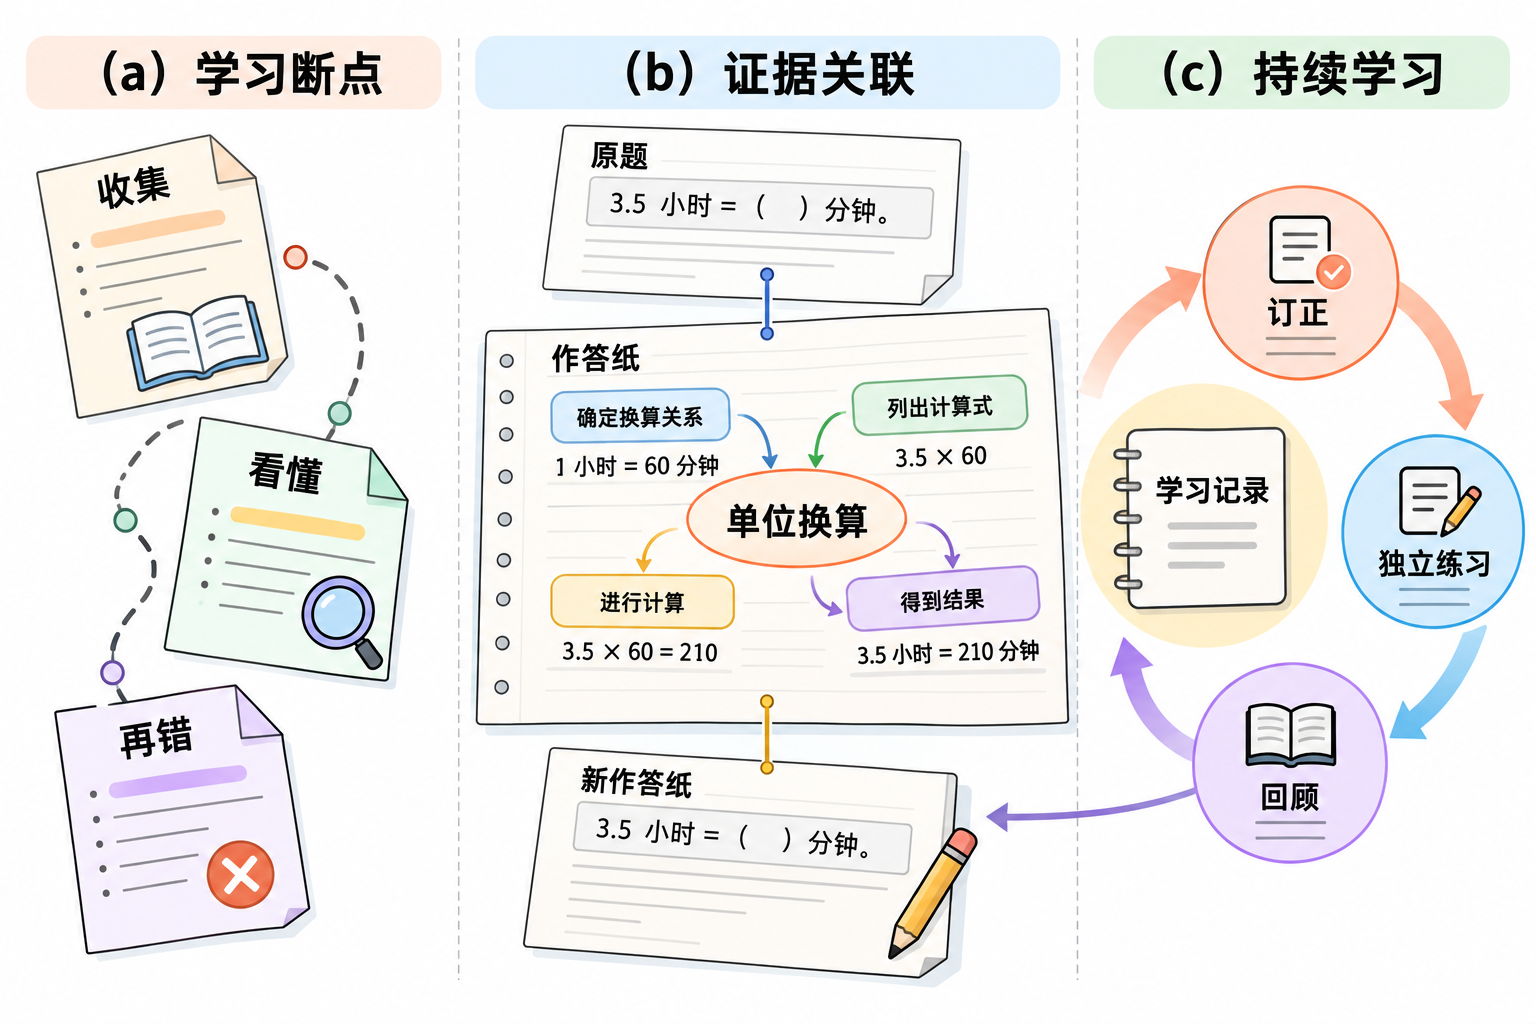 （a）学习断点
收集
看懂
再错
（b）证据关联
原题
3.5 小时 =（　）分钟。
作答纸
确定换算关系
1 小时 = 60 分钟
列出计算式
3.5 × 60
单位换算
进行计算
3.5 × 60 = 210
得到结果
3.5 小时 = 210 分钟
新作答纸
3.5 小时 =（　）分钟。
（c）持续学习
订正
学习记录
独立练习
回顾